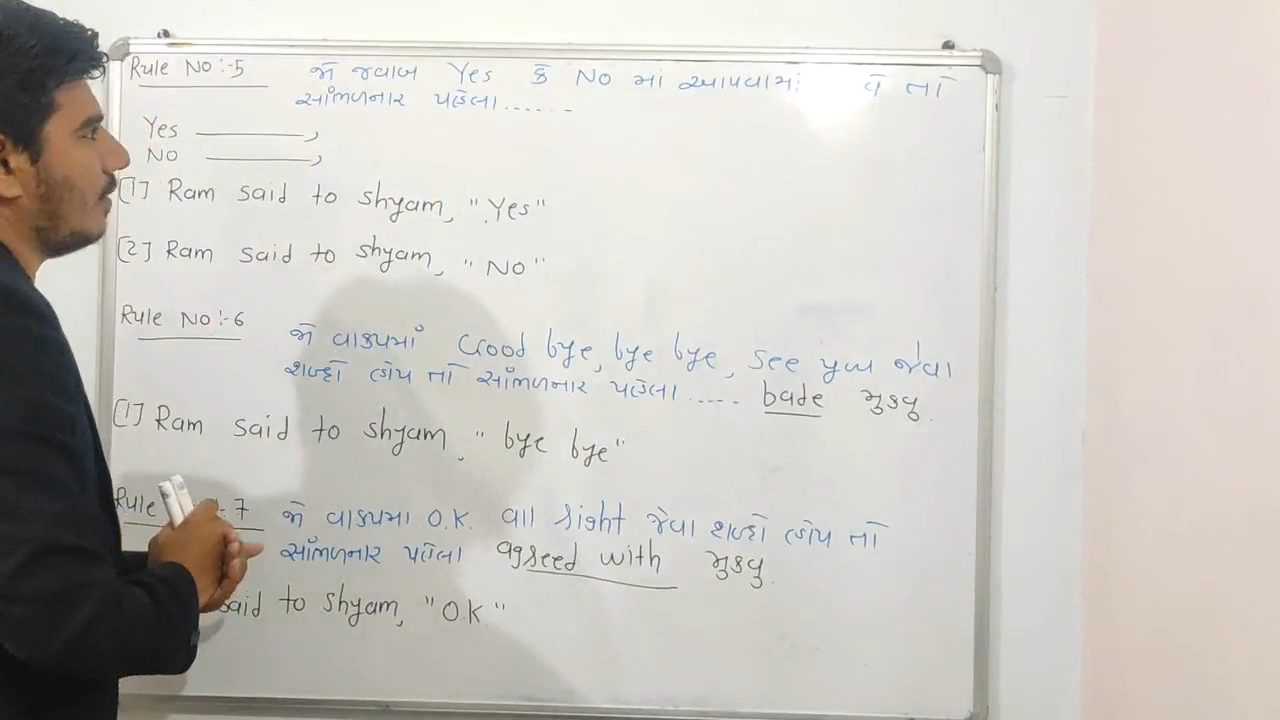 Rule No:-5 જો જવાબ Yes કે No માં આપવામાં વે તો
સાંભળનાર પહેલા......
Yes ———,
No ———,
[1] Ram said to shyam, "Yes"
[2] Ram said to shyam, "No"
Rule No:-6
જો વાક્યમાં Good bye, bye bye, see you જેવા
શબ્દો હોય તો સાંભળનાર પહેલા ..... bade મુકવુ.
[1] Ram said to shyam, "bye bye"
Rule 7 જો વાક્યમા O.K. all right જેવા શબ્દો હોય તો
સાંભળનાર પહેલા agreed with મુકવુ.
said to shyam, "O.K"